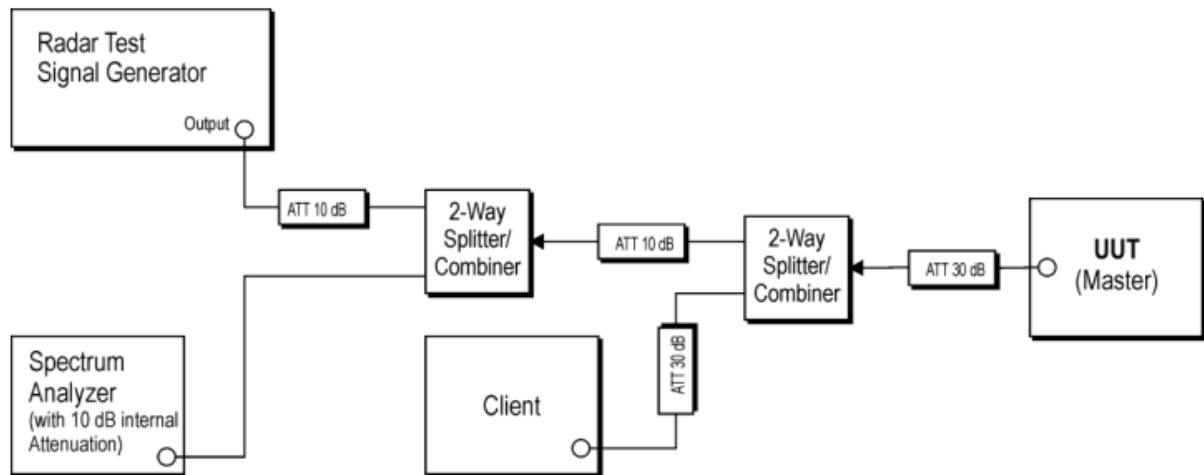 Radar Test
Signal Generator
Output
ATT 10 dB
2-Way
Splitter/
Combiner
ATT 10 dB
2-Way
Splitter/
Combiner
ATT 30 dB
UUT
(Master)
Spectrum
Analyzer
(with 10 dB internal
Attenuation)
Client
ATT 30 dB